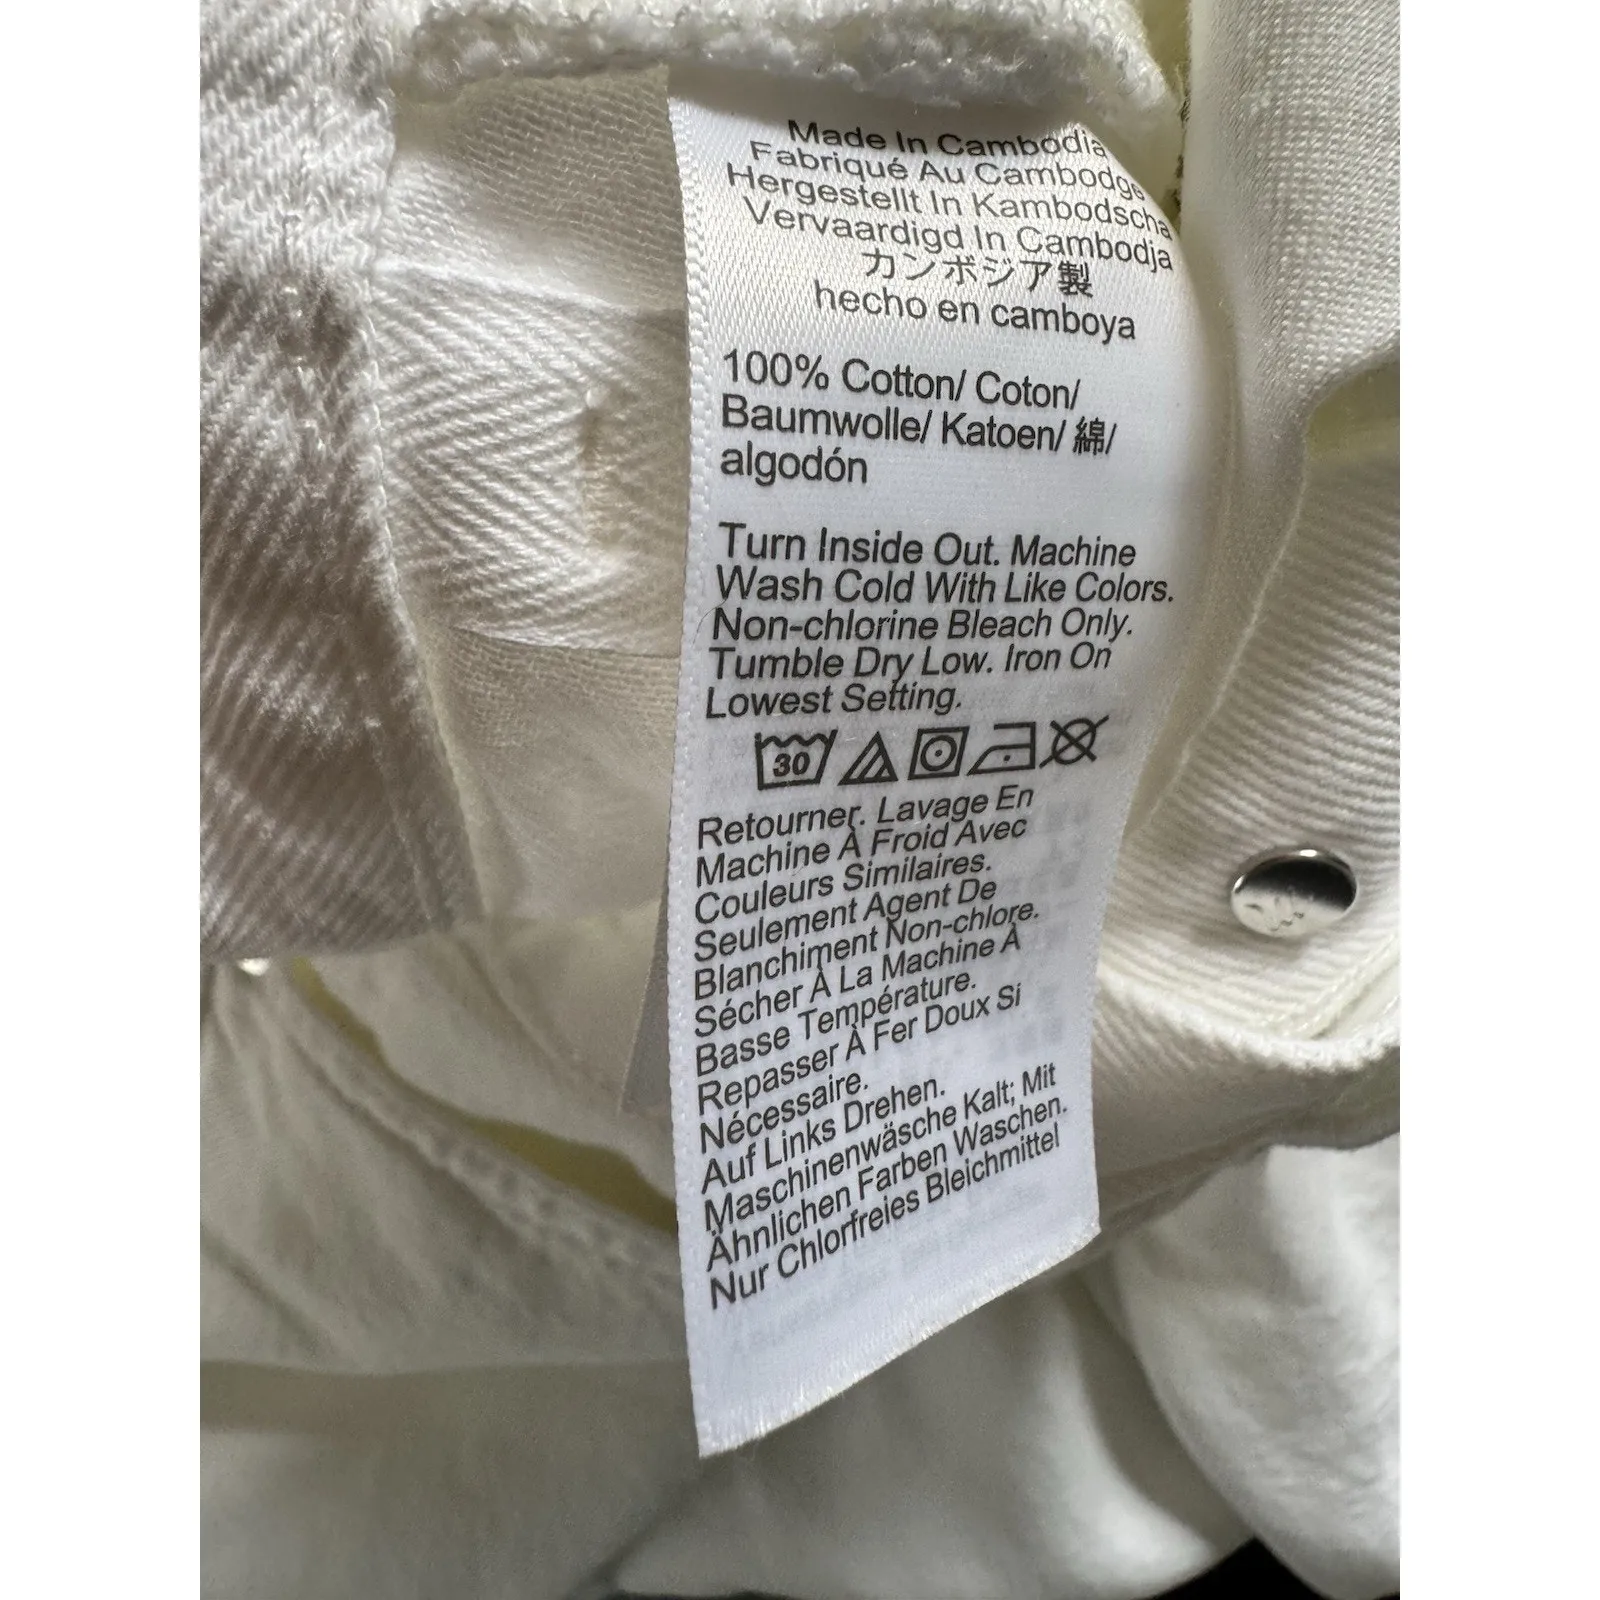 Made In Cambodia
Fabriqué Au Cambodge
Hergestellt In Kambodscha
Vervaardigd In Cambodja
カンボジア製
hecho en camboya
100% Cotton/ Coton/
Baumwolle/ Katoen/ 綿/
algodón
Turn Inside Out. Machine
Wash Cold With Like Colors.
Non-chlorine Bleach Only.
Tumble Dry Low. Iron On
Lowest Setting.
30
Retourner. Lavage En
Machine À Froid Avec
Couleurs Similaires.
Seulement Agent De
Blanchiment Non-chlore.
Sécher À La Machine À
Basse Température.
Repasser À Fer Doux Si
Nécessaire.
Auf Links Drehen.
Maschinenwäsche Kalt; Mit
Ähnlichen Farben Waschen.
Nur Chlorfreies Bleichmittel